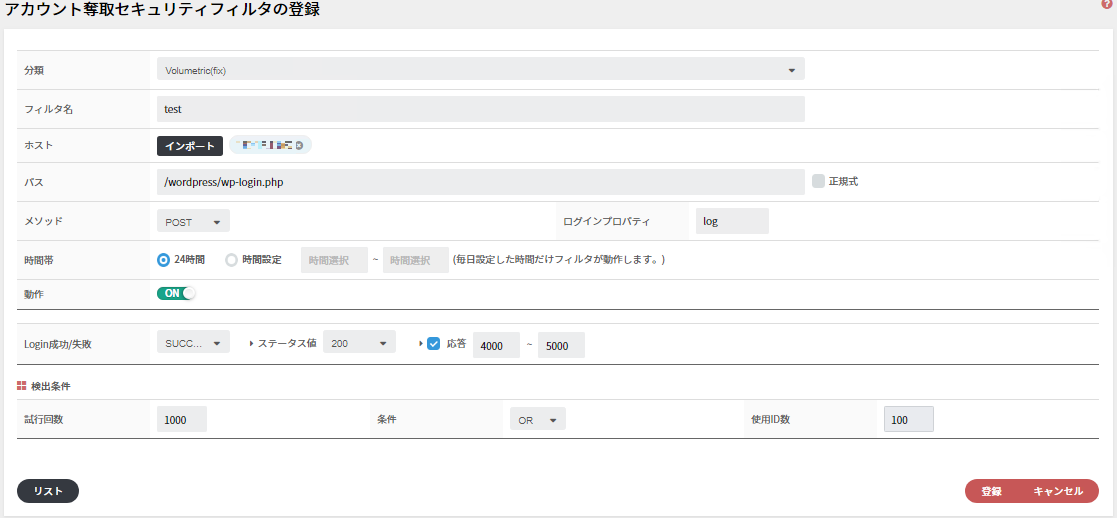 アカウント奪取セキュリティフィルタの登録
?
分類 Volumetric(fix)
フィルタ名 test
ホスト インポート
パス /wordpress/wp-login.php 正規式
メソッド POST ログインプロパティ log
時間帯 24時間 時間設定 時間選択 ~ 時間選択 (毎日設定した時間だけフィルタが動作します。)
動作 ON
Login成功/失敗 SUCC... ステータス値 200 応答 4000 ~ 5000
検出条件
試行回数 1000 条件 OR 使用ID数 100
リスト 登録 キャンセル